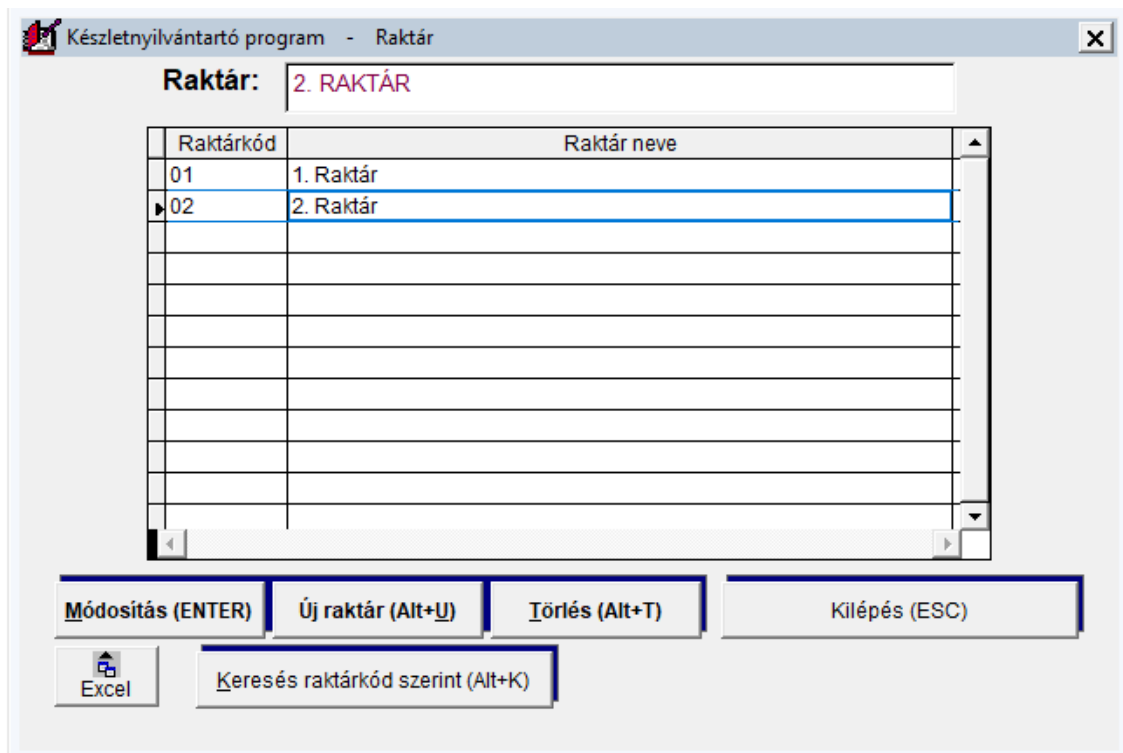 Készletnyilvántartó program - Raktár
Raktár: 2. RAKTÁR
Raktárkód Raktár neve
01 1. Raktár
02 2. Raktár
Módosítás (ENTER) Új raktár (Alt+U) Törlés (Alt+T) Kilépés (ESC)
Excel Keresés raktárkód szerint (Alt+K)